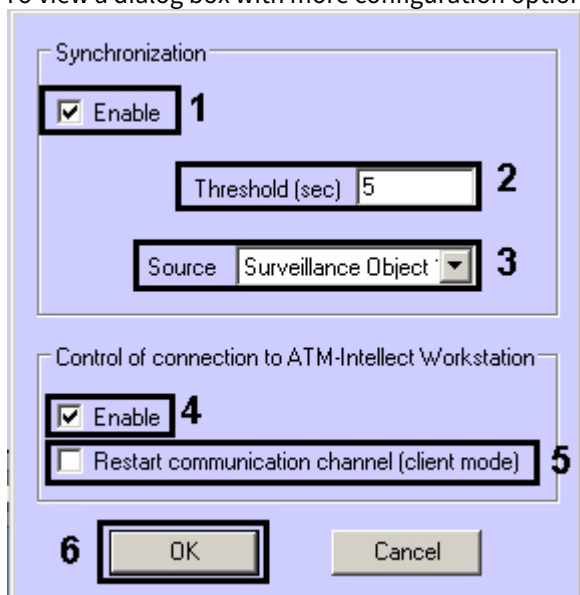 To view a dialog box with more configuration option
Synchronization
Enable 1
Threshold (sec) 5 2
Source Surveillance Object 3
Control of connection to ATM-Intellect Workstation
Enable 4
Restart communication channel (client mode) 5
6 OK Cancel